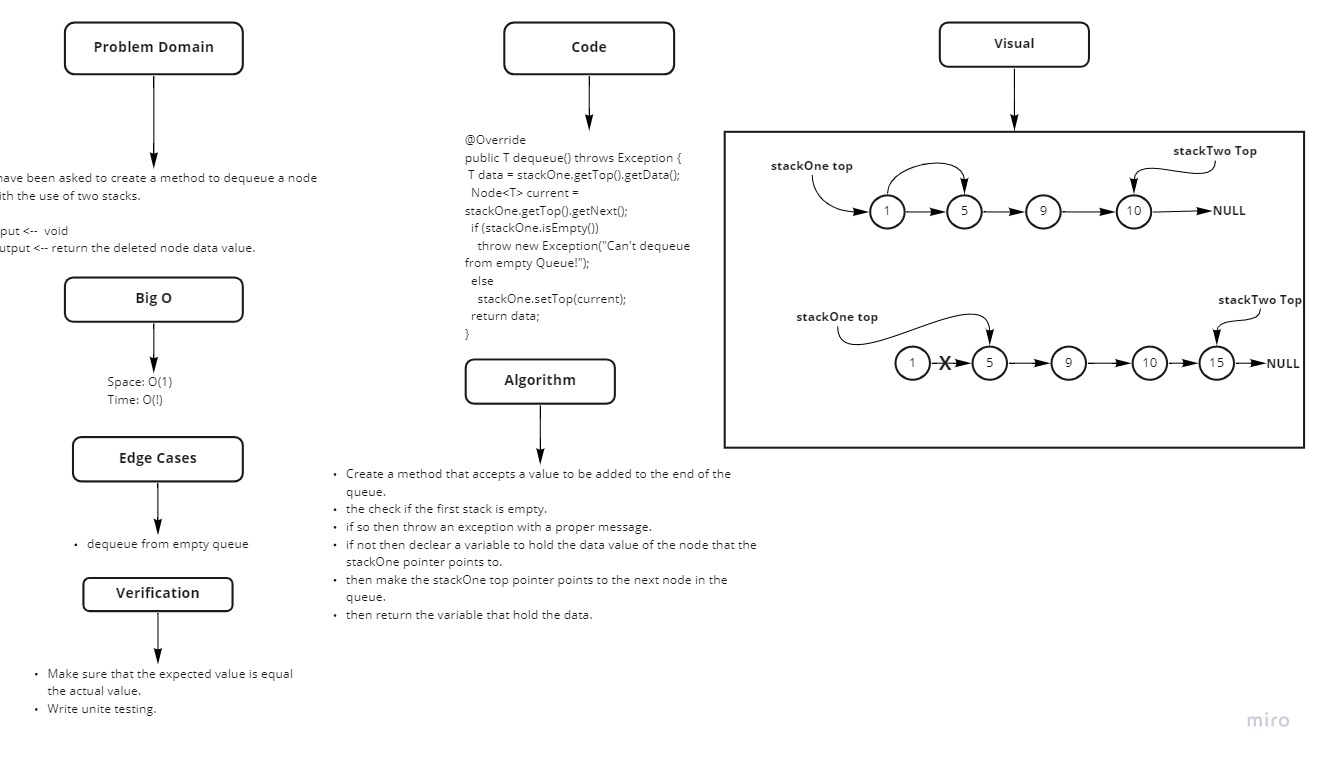 Problem Domain
have been asked to create a method to dequeue a node
with the use of two stacks.
put <-- void
utput <-- return the deleted node data value.
Big O
Space: O(1)
Time: O(!)
Edge Cases
• dequeue from empty queue
Verification
• Make sure that the expected value is equal
the actual value.
• Write unite testing.
Code
@Override
public T dequeue() throws Exception {
T data = stackOne.getTop().getData();
Node<T> current =
stackOne.getTop().getNext();
if (stackOne.isEmpty())
throw new Exception("Can't dequeue
from empty Queue!");
else
stackOne.setTop(current);
return data;
}
Algorithm
• Create a method that accepts a value to be added to the end of the
queue.
• the check if the first stack is empty.
• if so then throw an exception with a proper message.
• if not then declear a variable to hold the data value of the node that the
stackOne pointer points to.
• then make the stackOne top pointer points to the next node in the
queue.
• then return the variable that hold the data.
Visual
stackOne top
stackTwo Top
1 5 9 10 NULL
stackOne top
stackTwo Top
1 X 5 9 10 15 NULL
miro